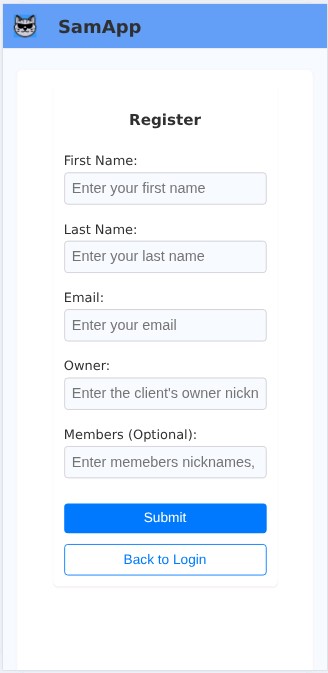 SamApp
Register
First Name:
Enter your first name
Last Name:
Enter your last name
Email:
Enter your email
Owner:
Enter the client's owner nickn
Members (Optional):
Enter memebers nicknames,
Submit
Back to Login